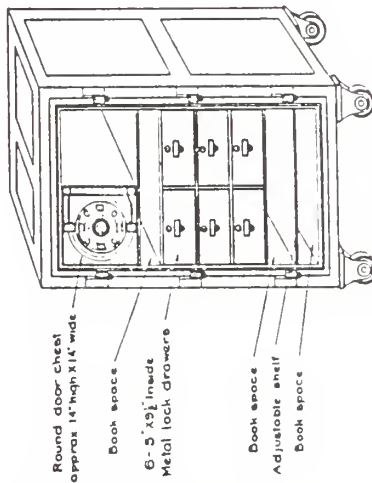 Round door chest
approx 14" high X 14" wide
Book space
6 - 5" X 9½" Inside
Metal lock drawers
Book space
Adjustable shelf
Book space